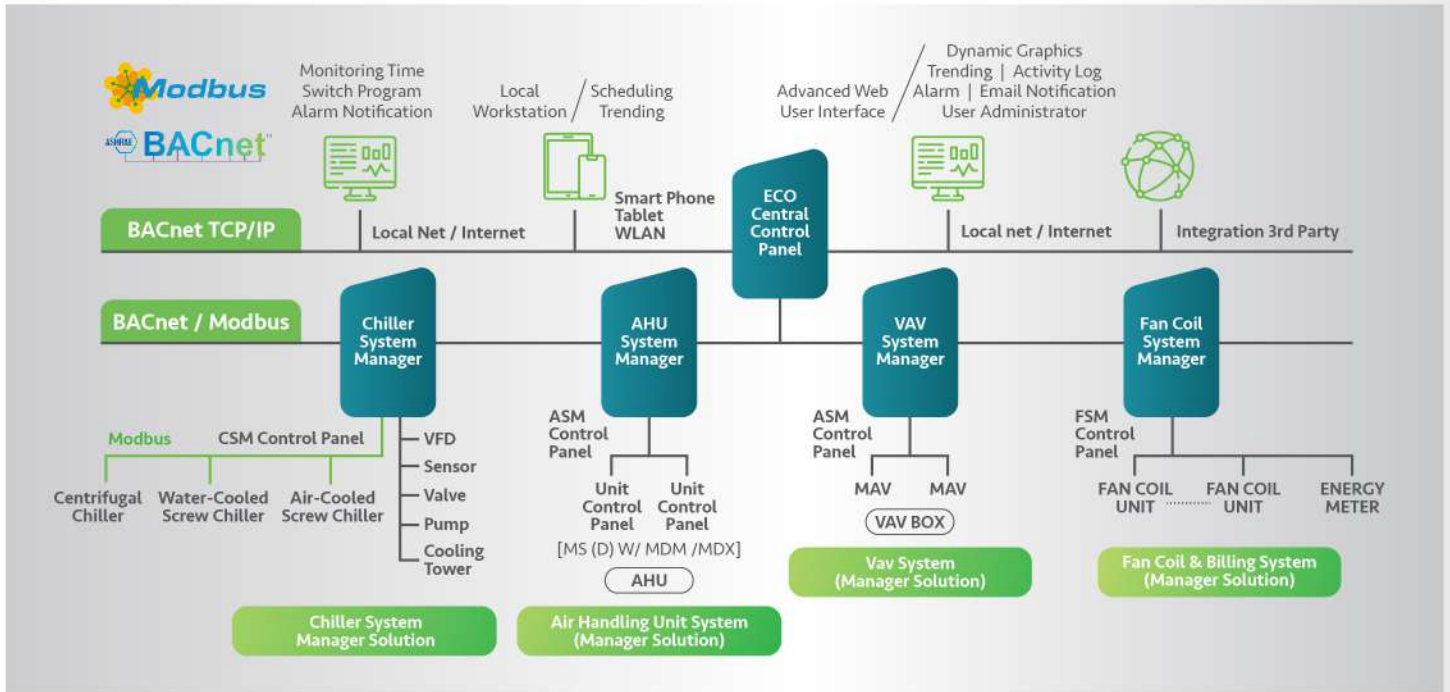 Modbus
ASHRAE BACnet™
Monitoring Time
Switch Program
Alarm Notification
Local
Workstation
Scheduling
Trending
Advanced Web
User Interface
Dynamic Graphics
Trending | Activity Log
Alarm | Email Notification
User Administrator
Smart Phone
Tablet
WLAN
ECO
Central
Control
Panel
BACnet TCP/IP
Local Net / Internet
Local net / Internet
Integration 3rd Party
BACnet / Modbus
Chiller
System
Manager
AHU
System
Manager
VAV
System
Manager
Fan Coil
System
Manager
Modbus
CSM Control Panel
Centrifugal
Chiller
Water-Cooled
Screw Chiller
Air-Cooled
Screw Chiller
VFD
Sensor
Valve
Pump
Cooling
Tower
ASM
Control
Panel
Unit
Control
Panel
Unit
Control
Panel
[MS (D) W/ MDM /MDX]
AHU
ASM
Control
Panel
MAV
MAV
VAV BOX
FSM
Control
Panel
FAN COIL
UNIT
FAN COIL
UNIT
ENERGY
METER
Chiller System
Manager Solution
Air Handling Unit System
(Manager Solution)
Vav System
(Manager Solution)
Fan Coil & Billing System
(Manager Solution)